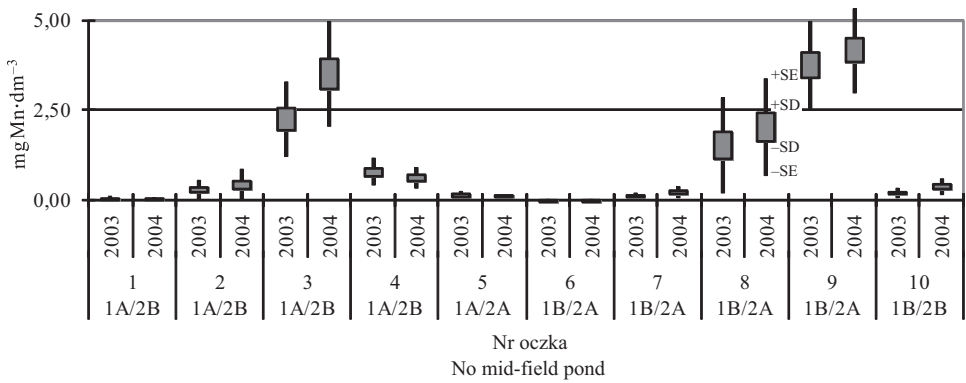 mgMn·dm⁻³
5,00
2,50
0,00
+SE
+SD
–SD
–SE
2003 2004 2003 2004 2003 2004 2003 2004 2003 2004 2003 2004 2003 2004 2003 2004 2003 2004 2003 2004
1 2 3 4 5 6 7 8 9 10
1A/2B 1A/2B 1A/2B 1A/2B 1A/2A 1B/2A 1B/2A 1B/2A 1B/2A 1B/2B
Nr oczka
No mid-field pond